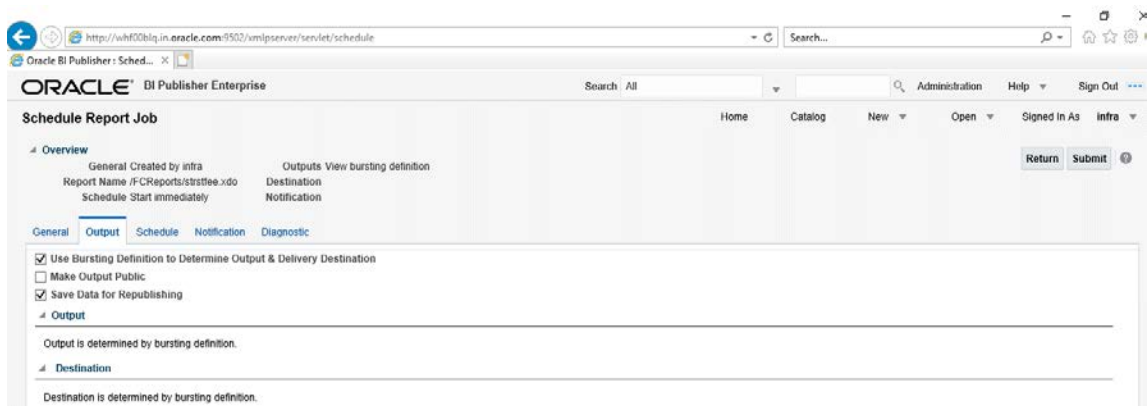 http://whf00blq.in.oracle.com:9502/xmlpserver/servlet/schedule
Search...
Oracle BI Publisher : Sched...
ORACLE BI Publisher Enterprise
Search All
Administration Help Sign Out
Schedule Report Job
Home Catalog New Open Signed In As infra
Overview
General Created by infra Outputs View bursting definition
Return Submit
Report Name /FCReports/strstfee.xdo Destination
Schedule Start immediately Notification
General Output Schedule Notification Diagnostic
Use Bursting Definition to Determine Output & Delivery Destination
Make Output Public
Save Data for Republishing
Output
Output is determined by bursting definition.
Destination
Destination is determined by bursting definition.